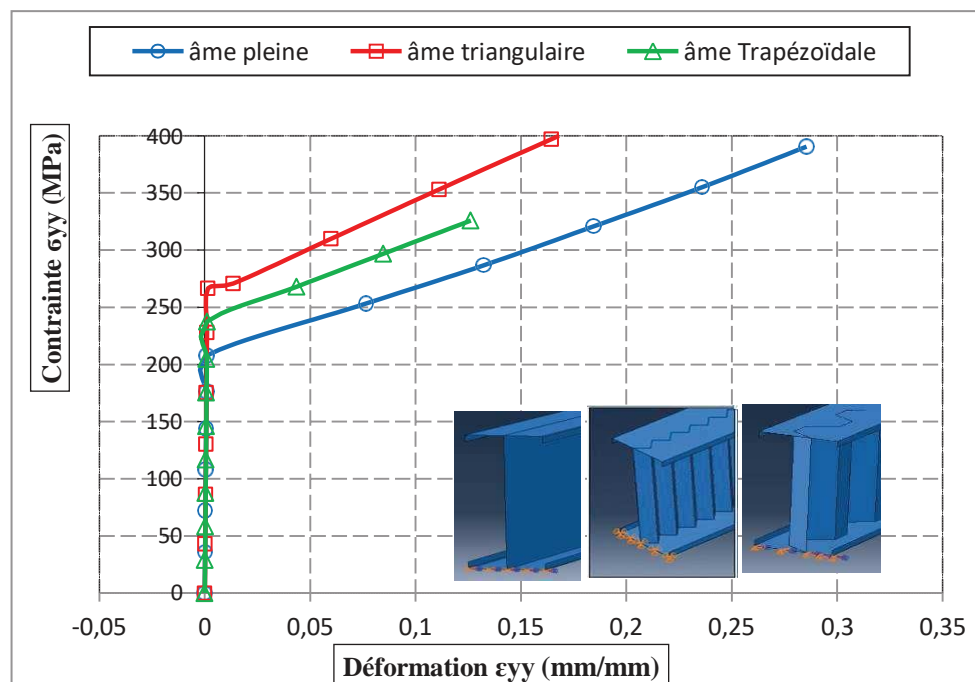 âme pleine âme triangulaire âme Trapézoïdale
Contrainte σyy (MPa)
400
350
300
250
200
150
100
50
0
-0,05 0 0,05 0,1 0,15 0,2 0,25 0,3 0,35
Déformation εyy (mm/mm)